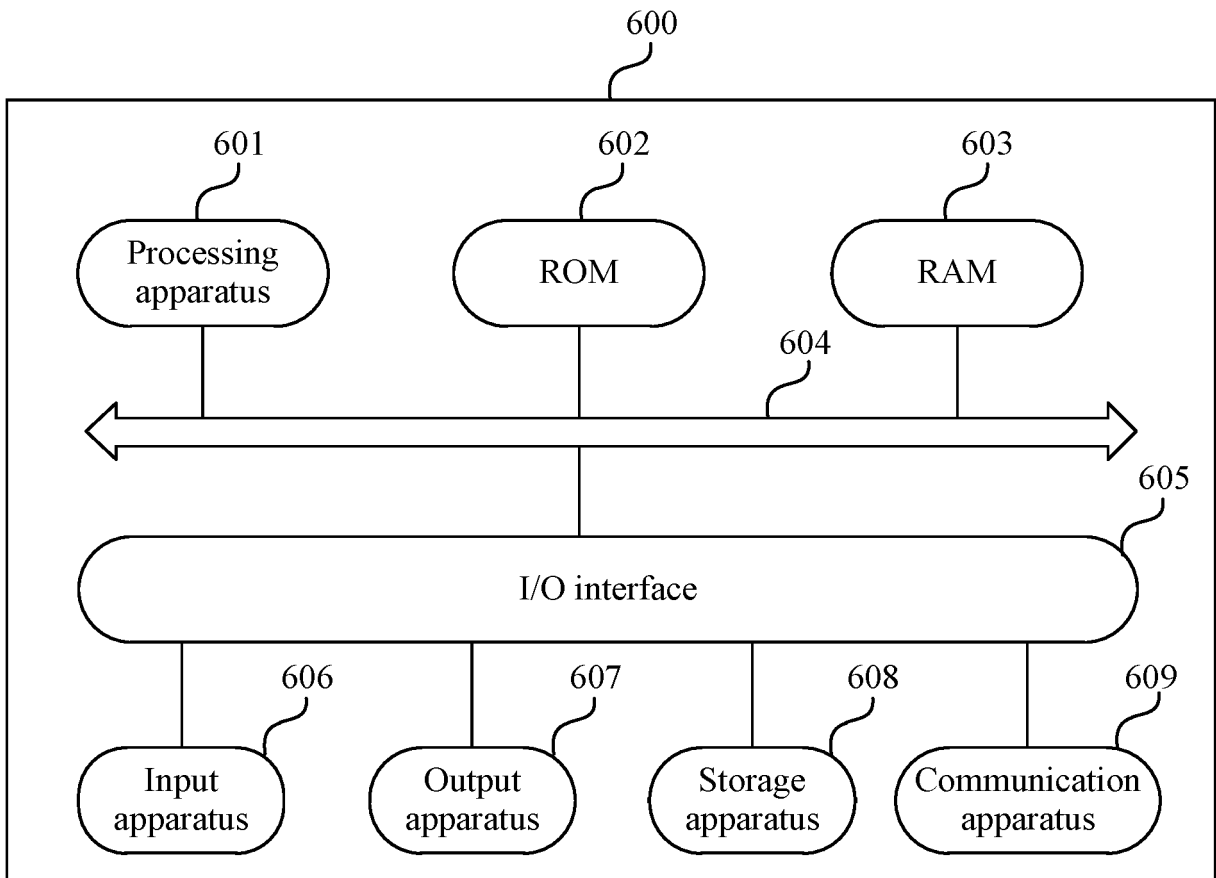 600
601
602
603
Processing
apparatus
ROM
RAM
604
605
I/O interface
606
607
608
609
Input
apparatus
Output
apparatus
Storage
apparatus
Communication
apparatus